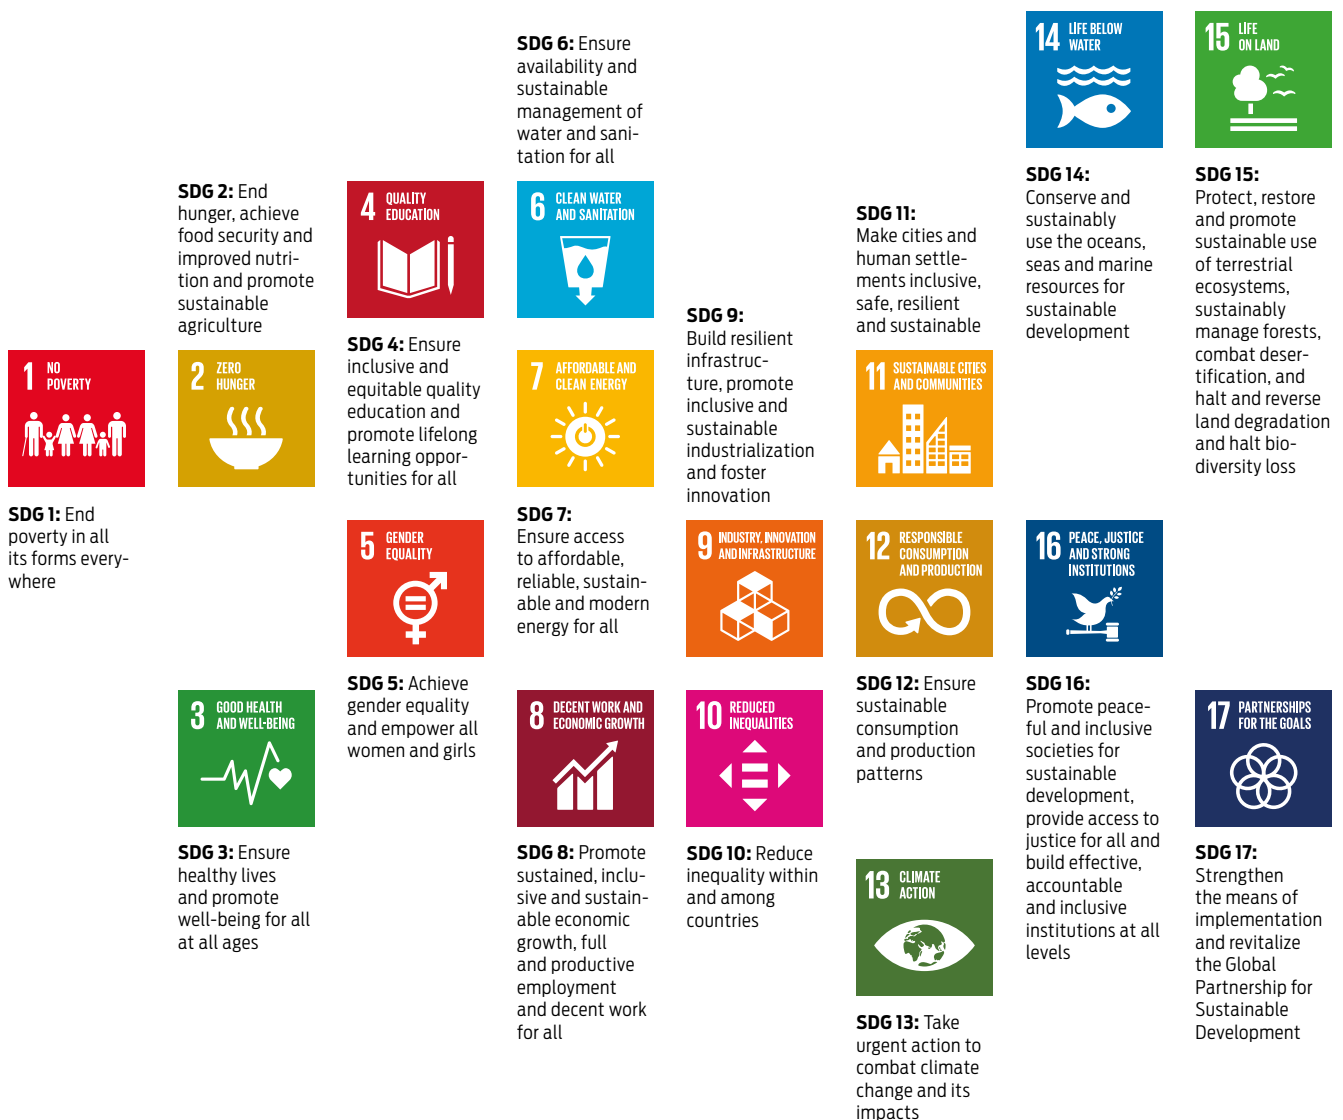 1 NO
POVERTY
SDG 1: End
poverty in all
its forms every-
where
SDG 2: End
hunger, achieve
food security and
improved nutri-
tion and promote
sustainable
agriculture
2 ZERO
HUNGER
3 GOOD HEALTH
AND WELL-BEING
SDG 3: Ensure
healthy lives
and promote
well-being for all
at all ages
4 QUALITY
EDUCATION
SDG 4: Ensure
inclusive and
equitable quality
education and
promote lifelong
learning oppor-
tunities for all
5 GENDER
EQUALITY
SDG 5: Achieve
gender equality
and empower all
women and girls
SDG 6: Ensure
availability and
sustainable
management of
water and sani-
tation for all
6 CLEAN WATER
AND SANITATION
7 AFFORDABLE AND
CLEAN ENERGY
SDG 7:
Ensure access
to affordable,
reliable, sustain-
able and modern
energy for all
8 DECENT WORK AND
ECONOMIC GROWTH
SDG 8: Promote
sustained, inclu-
sive and sustain-
able economic
growth, full
and productive
employment
and decent work
for all
SDG 9:
Build resilient
infrastruc-
ture, promote
inclusive and
sustainable
industrialization
and foster
innovation
9 INDUSTRY, INNOVATION
AND INFRASTRUCTURE
10 REDUCED
INEQUALITIES
SDG 10: Reduce
inequality within
and among
countries
SDG 11:
Make cities and
human settle-
ments inclusive,
safe, resilient
and sustainable
11 SUSTAINABLE CITIES
AND COMMUNITIES
12 RESPONSIBLE
CONSUMPTION
AND PRODUCTION
SDG 12: Ensure
sustainable
consumption
and production
patterns
13 CLIMATE
ACTION
SDG 13: Take
urgent action to
combat climate
change and its
impacts
14 LIFE BELOW
WATER
SDG 14:
Conserve and
sustainably
use the oceans,
seas and marine
resources for
sustainable
development
15 LIFE
ON LAND
SDG 15:
Protect, restore
and promote
sustainable use
of terrestrial
ecosystems,
sustainably
manage forests,
combat deser-
tification, and
halt and reverse
land degradation
and halt bio-
diversity loss
16 PEACE, JUSTICE
AND STRONG
INSTITUTIONS
SDG 16:
Promote peace-
ful and inclusive
societies for
sustainable
development,
provide access to
justice for all and
build effective,
accountable
and inclusive
institutions at all
levels
17 PARTNERSHIPS
FOR THE GOALS
SDG 17:
Strengthen
the means of
implementation
and revitalize
the Global
Partnership for
Sustainable
Development